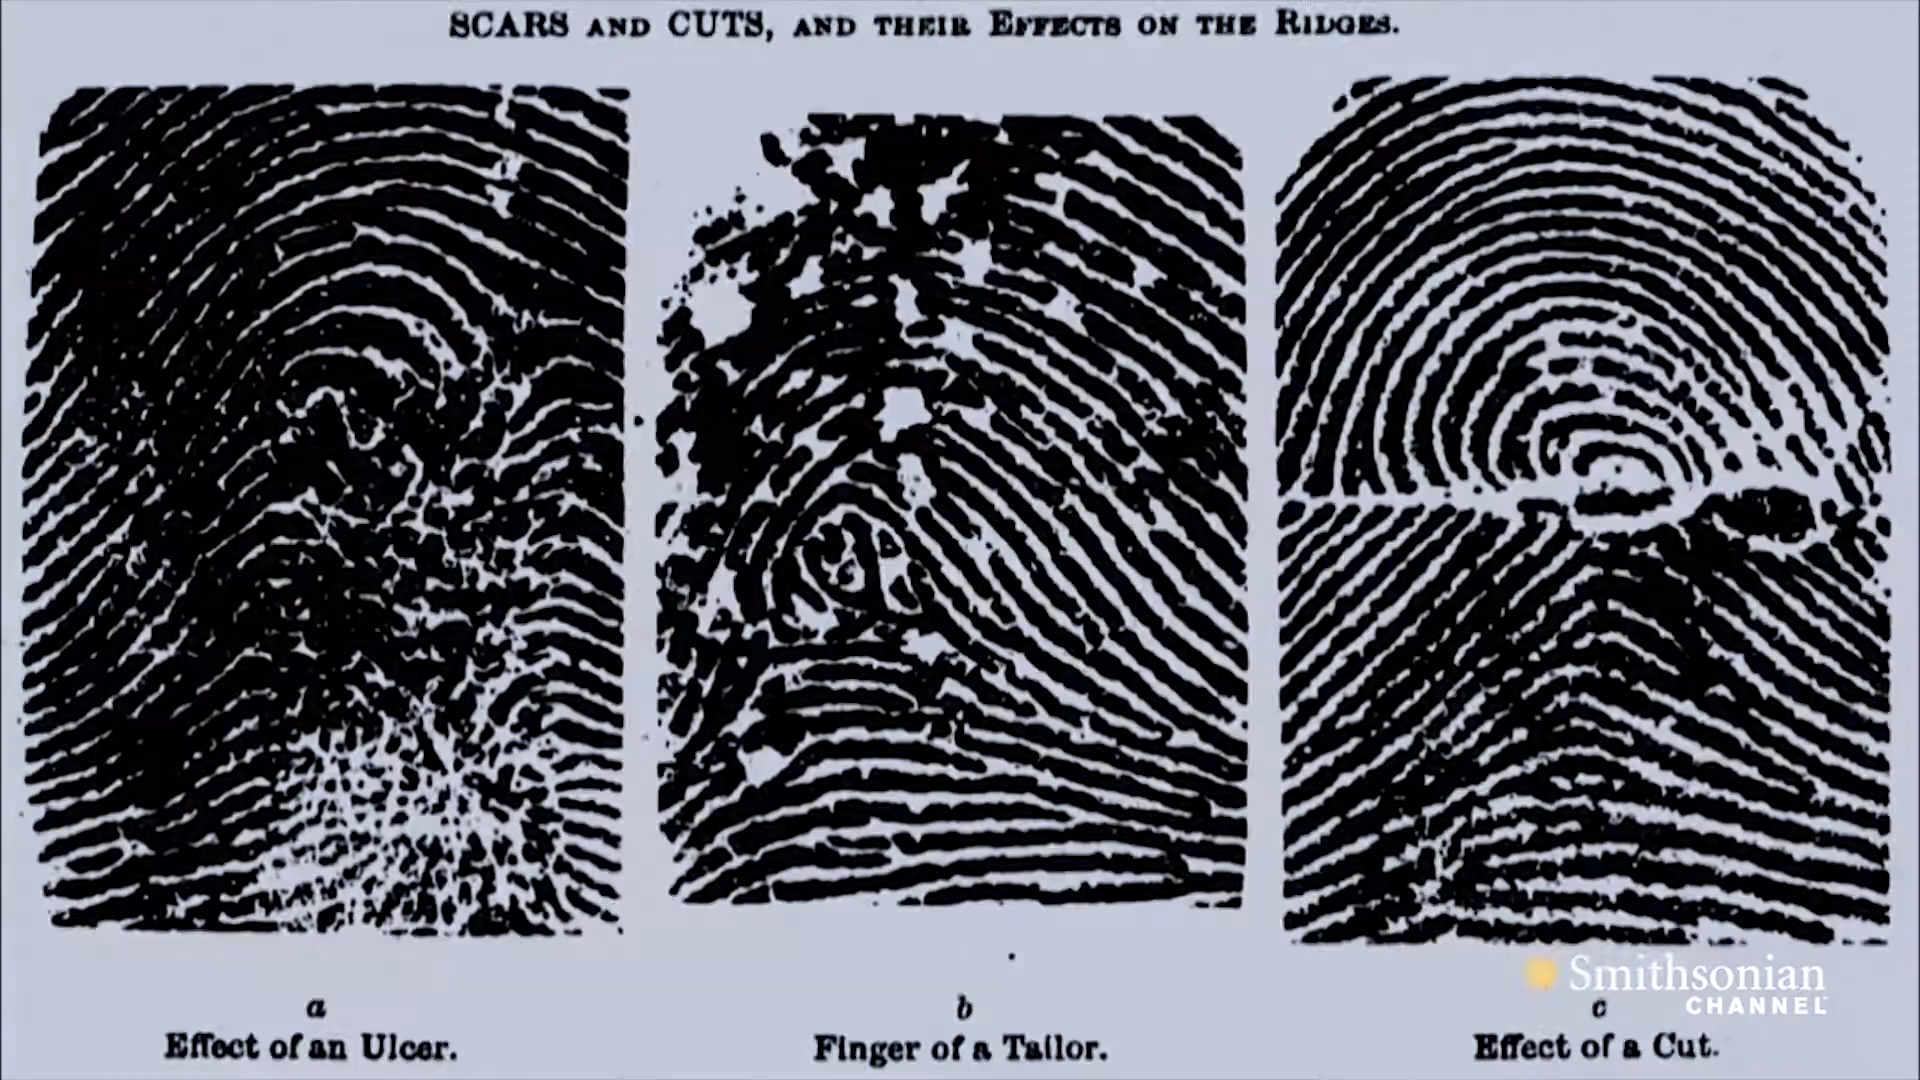 SCARS AND CUTS, AND THEIR EFFECTS ON THE RIDGES.
a
Effect of an Ulcer.
b
Finger of a Tailor.
c
Effect of a Cut.
Smithsonian
CHANNEL